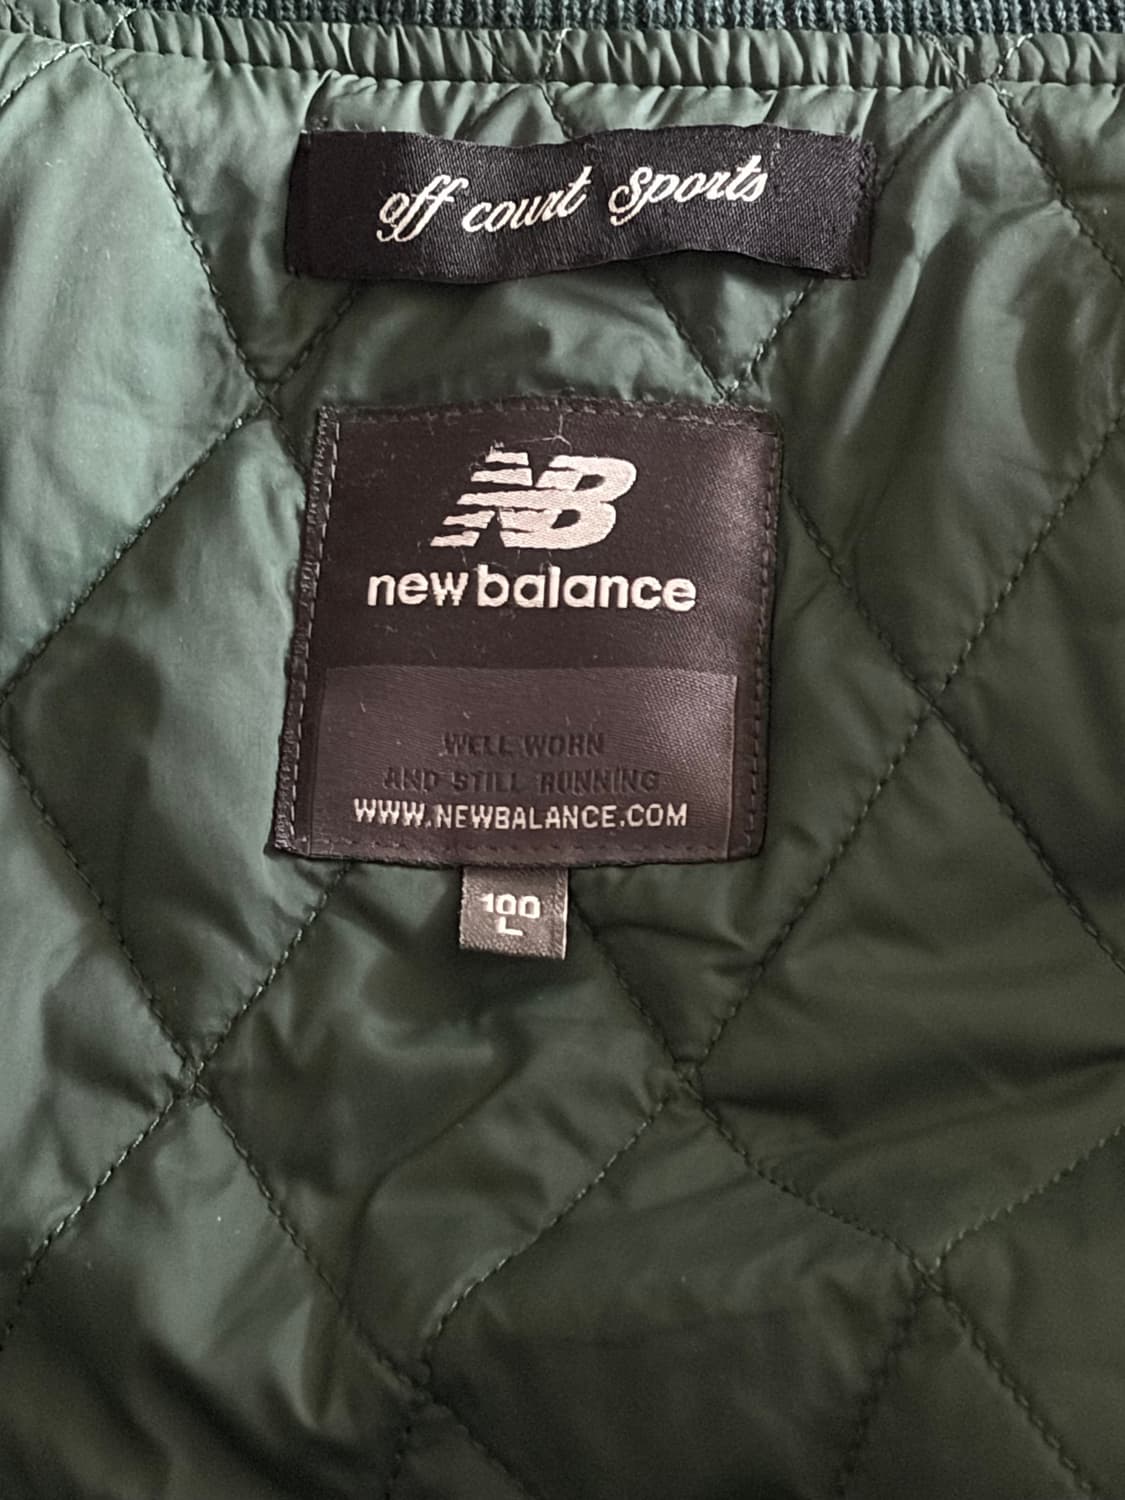 off court Sports
NB
new balance
WELL WORN
AND STILL RUNNING
WWW.NEWBALANCE.COM
100
L